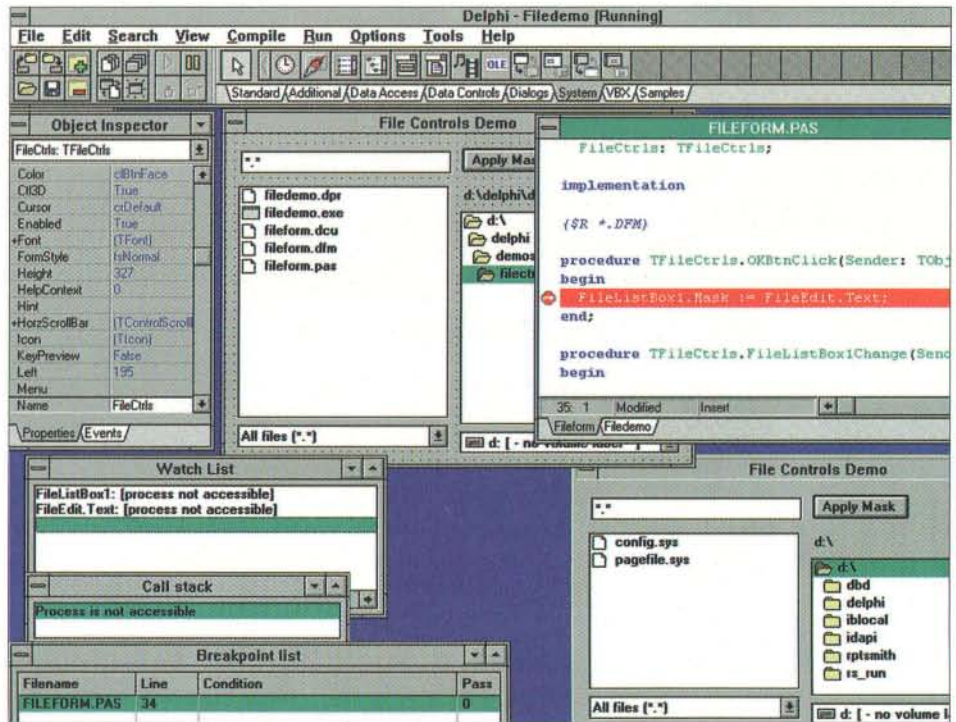 Delphi - Filedemo [Running]
File Edit Search View Compile Run Options Tools Help
OLE
Standard Additional Data Access Data Controls Dialogs System VBX Samples
Object Inspector
FileCtrls: TFileCtrls
Color clBtnFace
Ctl3D True
Cursor crDefault
Enabled True
+Font (TFont)
FormStyle fsNormal
Height 327
HelpContext 0
Hint
+HorzScrollBar (TControlScroll
Icon (TIcon)
KeyPreview False
Left 195
Menu
Name FileCtrls
Properties Events
File Controls Demo
*.*
Apply Mas
filedemo.dpr
filedemo.exe
fileform.dcu
fileform.dfm
fileform.pas
d:\delphi\d
d:\
delphi
demos
filectr
All files (*.*)
d: [ - no volume label - ]
FILEFORM.PAS
FileCtrls: TFileCtrls;
implementation
{$R *.DFM}
procedure TFileCtrls.OKBtnClick(Sender: TObj
begin
FileListBox1.Mask := FileEdit.Text;
end;
procedure TFileCtrls.FileListBox1Change(Send
begin
35: 1 Modified Insert
Fileform Filedemo
Watch List
FileListBox1: [process not accessible]
FileEdit.Text: [process not accessible]
Call stack
Process is not accessible
Breakpoint list
Filename Line Condition Pass
FILEFORM.PAS 34 0
File Controls Demo
*.*
Apply Mask
config.sys
pagefile.sys
d:\
d:\
dbd
delphi
iblocal
idapi
rptsmith
rs_run
All files (*.*)
d: [ - no volume l